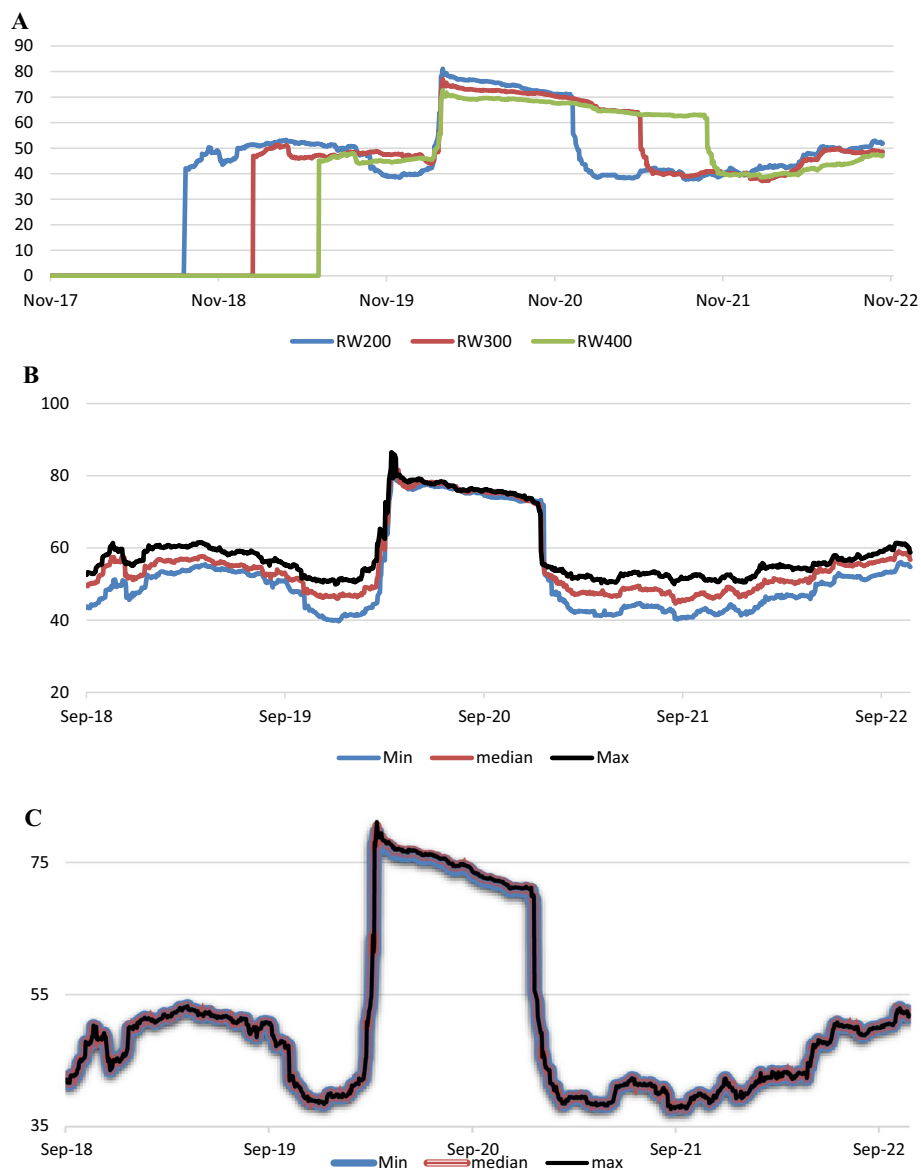 A
90
80
70
60
50
40
30
20
10
0
Nov-17 Nov-18 Nov-19 Nov-20 Nov-21 Nov-22
RW200 RW300 RW400
B
100
80
60
40
20
Sep-18 Sep-19 Sep-20 Sep-21 Sep-22
Min median Max
C
75
55
35
Sep-18 Sep-19 Sep-20 Sep-21 Sep-22
Min median max